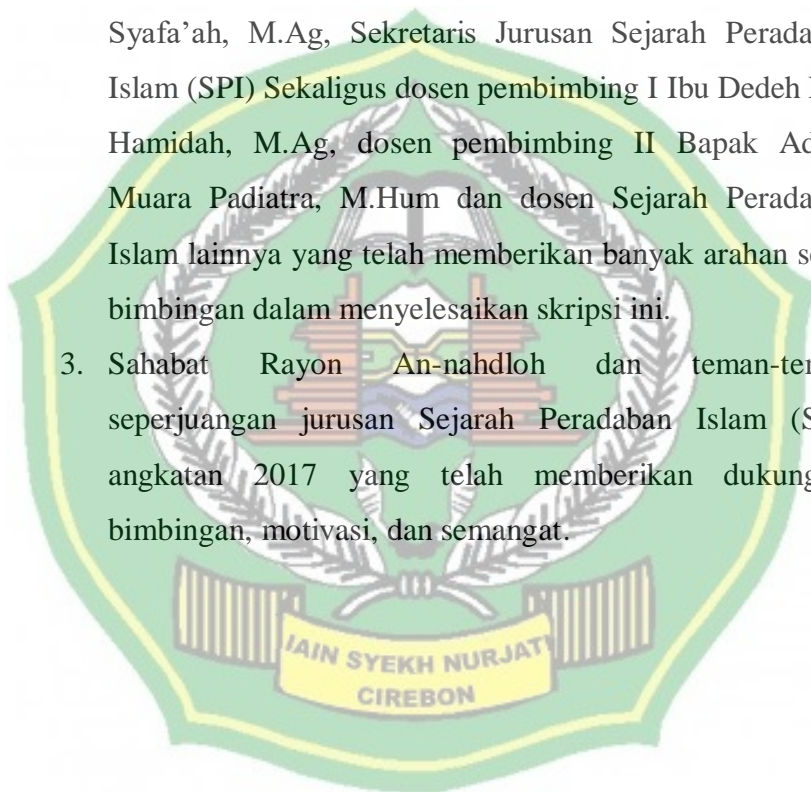 Syafa’ah, M.Ag, Sekretaris Jurusan Sejarah Perada
Islam (SPI) Sekaligus dosen pembimbing I Ibu Dedeh
Hamidah, M.Ag, dosen pembimbing II Bapak Ad
Muara Padiatra, M.Hum dan dosen Sejarah Perada
Islam lainnya yang telah memberikan banyak arahan se
bimbingan dalam menyelesaikan skripsi ini.
3. Sahabat Rayon An-nahdloh dan teman-ter
seperjuangan jurusan Sejarah Peradaban Islam (S
angkatan 2017 yang telah memberikan dukung
bimbingan, motivasi, dan semangat.
IAIN SYEKH NURJATI
CIREBON